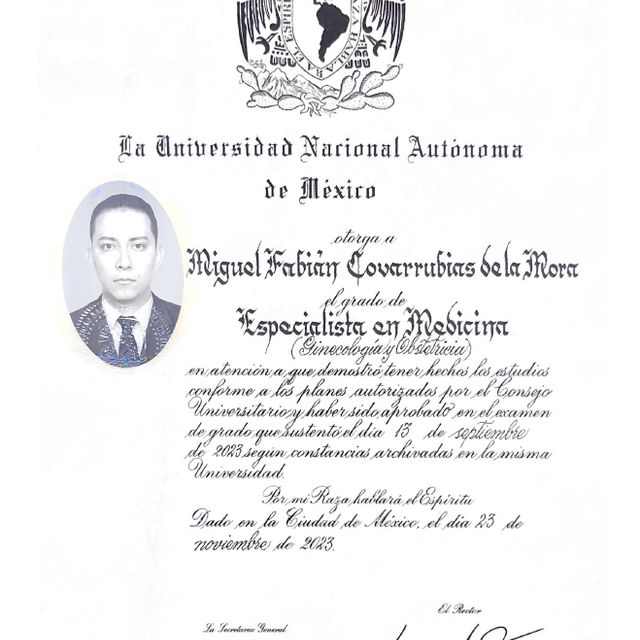 HABLARA EL ESPIRI
La Universidad Nacional Autónoma
de México
otorga a
Miguel Fabián Covarrubias de la Mora
el grado de
Especialista en Medicina
(Ginecología y Obstetricia)
en atención a que demostró tener hechos los estudios
conforme a los planes autorizados por el Consejo
Universitario y haber sido aprobado en el examen
de grado que sustentó el día 13 de septiembre
de 2023 según constancias archivadas en la misma
Universidad.
Por mi Raza hablará el Espíritu
Dado en la Ciudad de México, el día 23 de
noviembre de 2023.
El Rector
La Secretaria General